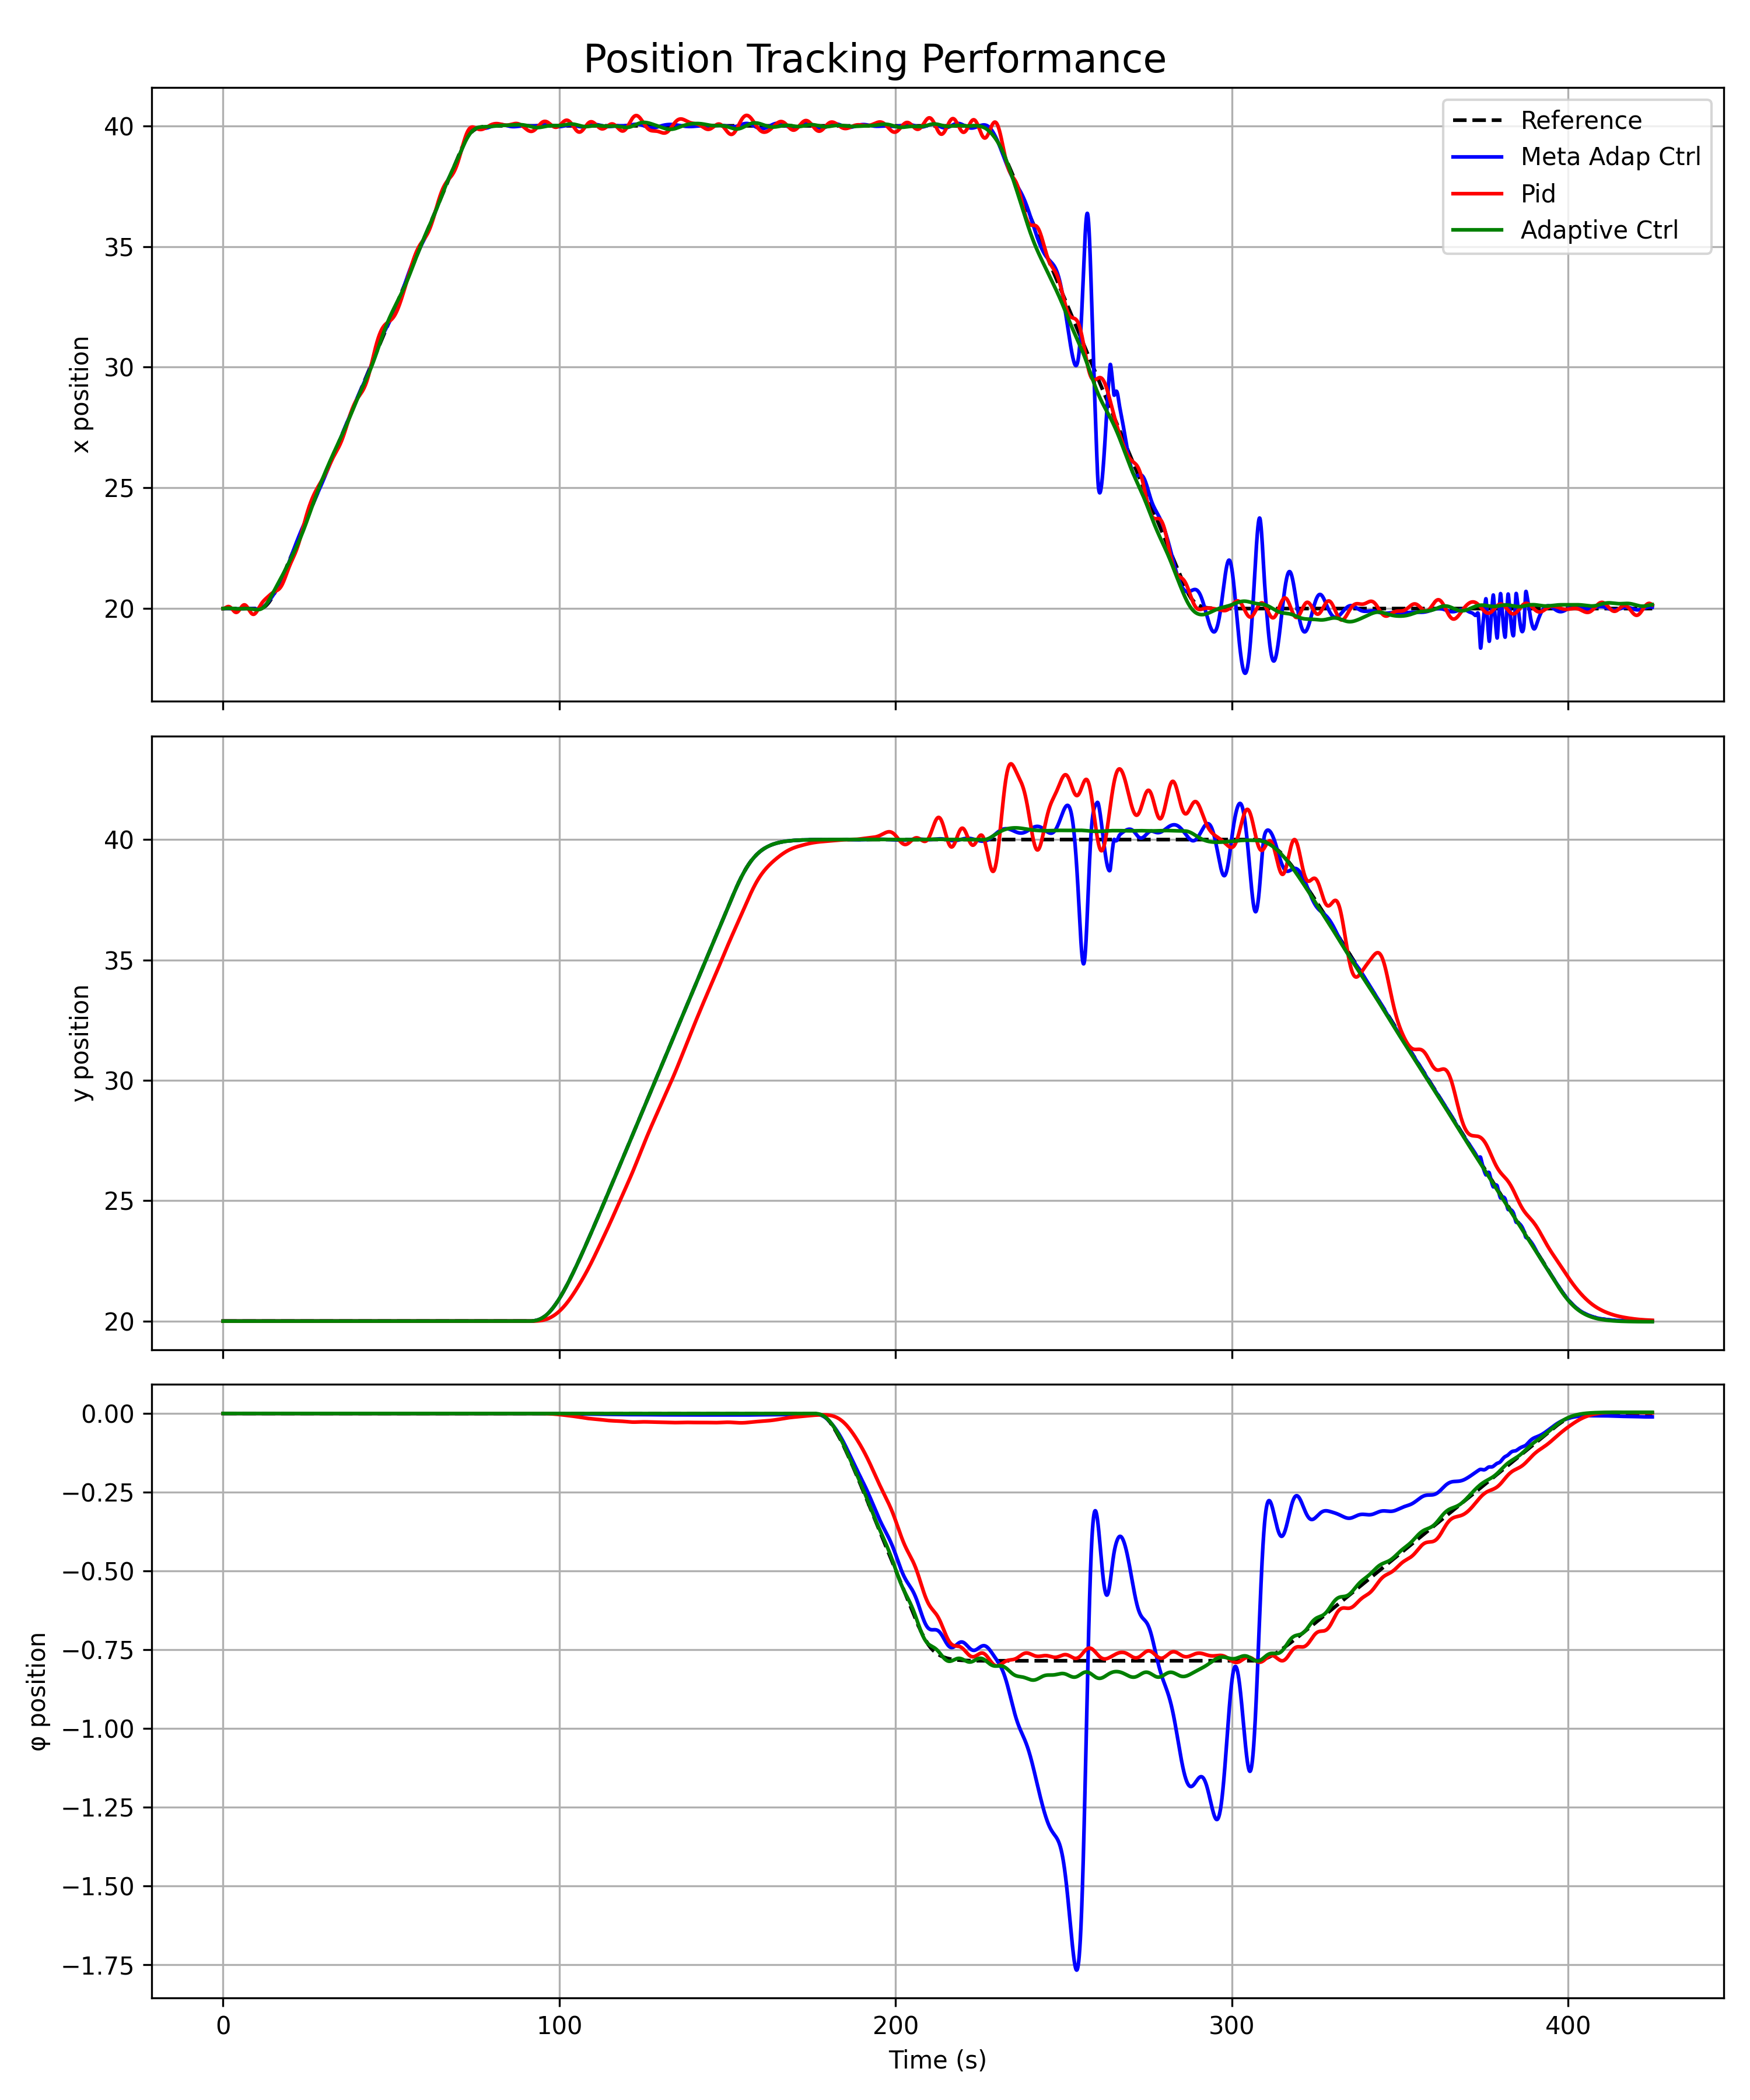 Position Tracking Performance
40
35
30
25
20
x position
Reference
Meta Adap Ctrl
Pid
Adaptive Ctrl
40
35
30
25
20
y position
0.00
−0.25
−0.50
−0.75
−1.00
−1.25
−1.50
−1.75
φ position
0
100
200
300
400
Time (s)